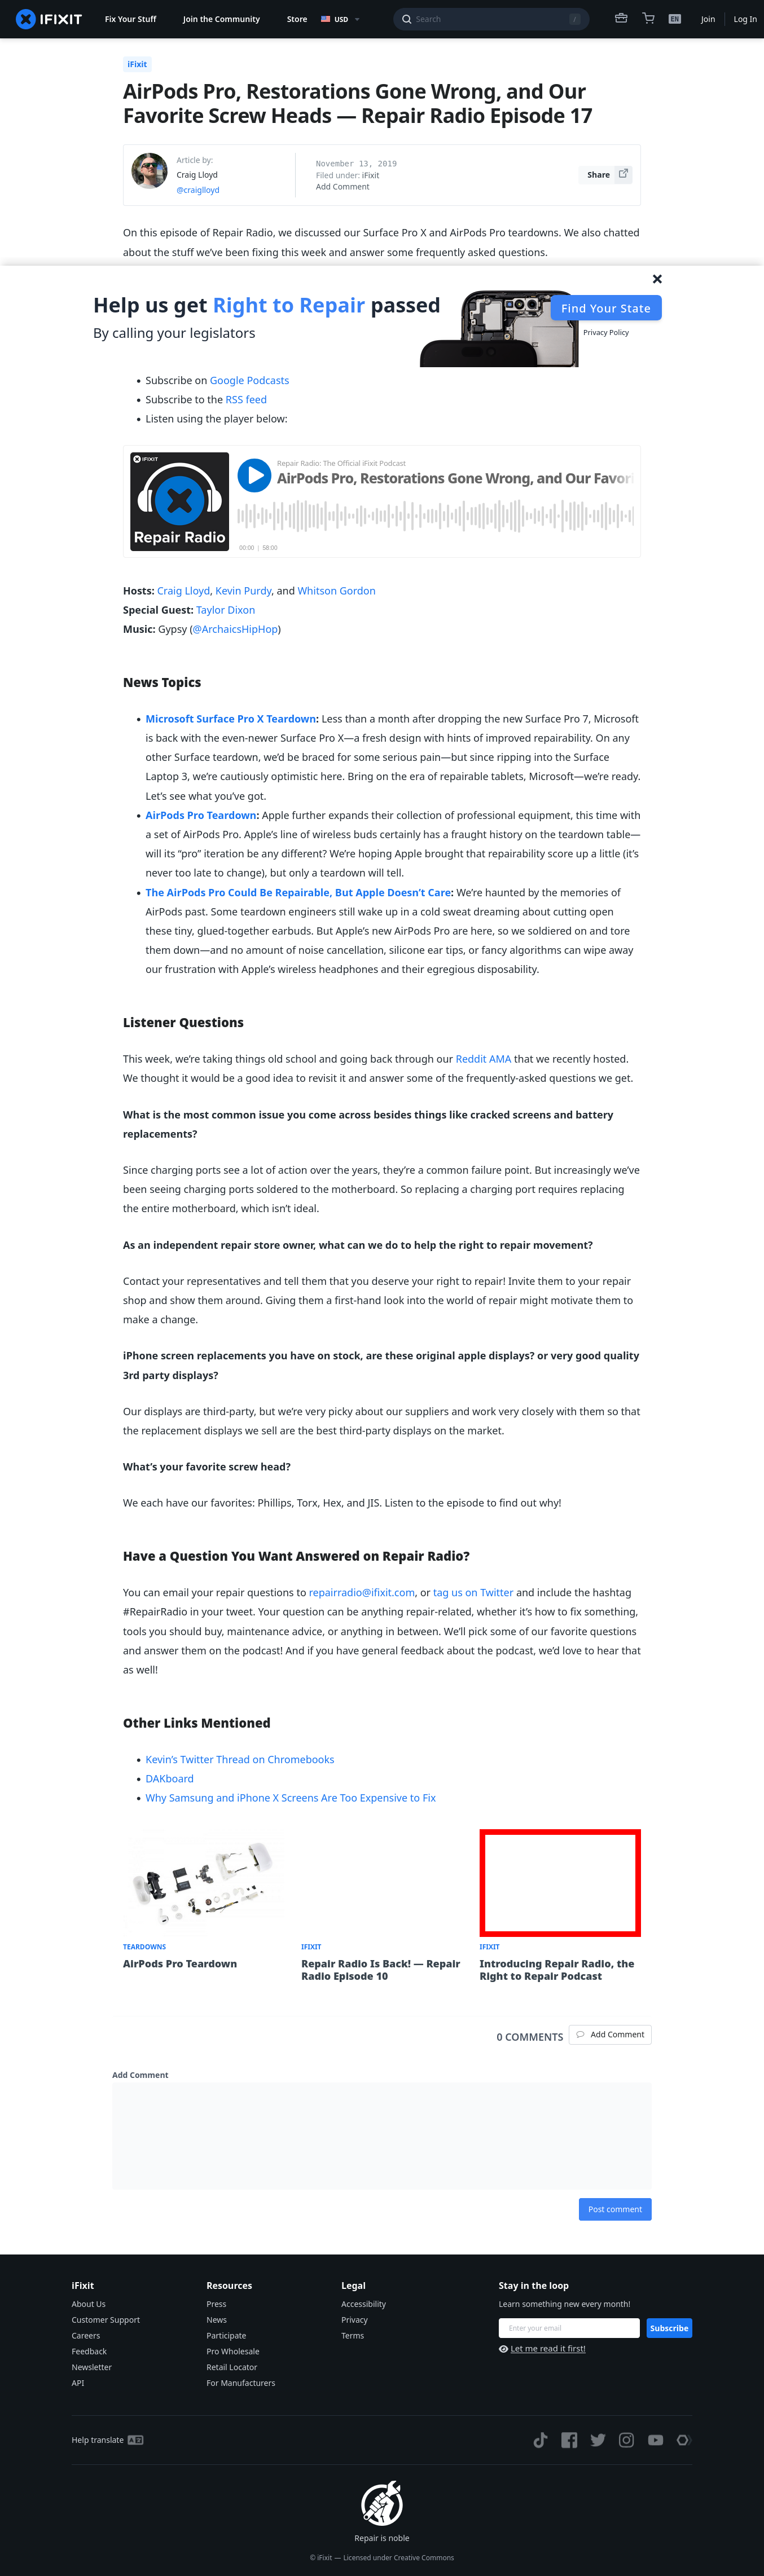 IFIXIT
Fix Your Stuff
Join the Community
Store
USD
Search
/
EN
Join
Log In
iFixit
AirPods Pro, Restorations Gone Wrong, and Our
Favorite Screw Heads — Repair Radio Episode 17
Article by:
Craig Lloyd
@craiglloyd
November 13, 2019
Filed under: iFixit
Add Comment
Share
On this episode of Repair Radio, we discussed our Surface Pro X and AirPods Pro teardowns. We also chatted
about the stuff we’ve been fixing this week and answer some frequently asked questions.
Help us get Right to Repair passed
By calling your legislators
Find Your State
Privacy Policy
Subscribe on Google Podcasts
Subscribe to the RSS feed
Listen using the player below:
IFIXIT
Repair Radio
Repair Radio: The Official iFixit Podcast
AirPods Pro, Restorations Gone Wrong, and Our Favori
00:00 | 58:00
Hosts: Craig Lloyd, Kevin Purdy, and Whitson Gordon
Special Guest: Taylor Dixon
Music: Gypsy (@ArchaicsHipHop)
News Topics
Microsoft Surface Pro X Teardown: Less than a month after dropping the new Surface Pro 7, Microsoft
is back with the even-newer Surface Pro X—a fresh design with hints of improved repairability. On any
other Surface teardown, we’d be braced for some serious pain—but since ripping into the Surface
Laptop 3, we’re cautiously optimistic here. Bring on the era of repairable tablets, Microsoft—we’re ready.
Let’s see what you’ve got.
AirPods Pro Teardown: Apple further expands their collection of professional equipment, this time with
a set of AirPods Pro. Apple’s line of wireless buds certainly has a fraught history on the teardown table—
will its “pro” iteration be any different? We’re hoping Apple brought that repairability score up a little (it’s
never too late to change), but only a teardown will tell.
The AirPods Pro Could Be Repairable, But Apple Doesn’t Care: We’re haunted by the memories of
AirPods past. Some teardown engineers still wake up in a cold sweat dreaming about cutting open
these tiny, glued-together earbuds. But Apple’s new AirPods Pro are here, so we soldiered on and tore
them down—and no amount of noise cancellation, silicone ear tips, or fancy algorithms can wipe away
our frustration with Apple’s wireless headphones and their egregious disposability.
Listener Questions
This week, we’re taking things old school and going back through our Reddit AMA that we recently hosted.
We thought it would be a good idea to revisit it and answer some of the frequently-asked questions we get.
What is the most common issue you come across besides things like cracked screens and battery
replacements?
Since charging ports see a lot of action over the years, they’re a common failure point. But increasingly we’ve
been seeing charging ports soldered to the motherboard. So replacing a charging port requires replacing
the entire motherboard, which isn’t ideal.
As an independent repair store owner, what can we do to help the right to repair movement?
Contact your representatives and tell them that you deserve your right to repair! Invite them to your repair
shop and show them around. Giving them a first-hand look into the world of repair might motivate them to
make a change.
iPhone screen replacements you have on stock, are these original apple displays? or very good quality
3rd party displays?
Our displays are third-party, but we’re very picky about our suppliers and work very closely with them so that
the replacement displays we sell are the best third-party displays on the market.
What’s your favorite screw head?
We each have our favorites: Phillips, Torx, Hex, and JIS. Listen to the episode to find out why!
Have a Question You Want Answered on Repair Radio?
You can email your repair questions to repairradio@ifixit.com, or tag us on Twitter and include the hashtag
#RepairRadio in your tweet. Your question can be anything repair-related, whether it’s how to fix something,
tools you should buy, maintenance advice, or anything in between. We’ll pick some of our favorite questions
and answer them on the podcast! And if you have general feedback about the podcast, we’d love to hear that
as well!
Other Links Mentioned
Kevin’s Twitter Thread on Chromebooks
DAKboard
Why Samsung and iPhone X Screens Are Too Expensive to Fix
TEARDOWNS
AirPods Pro Teardown
IFIXIT
Repair Radio Is Back! — Repair
Radio Episode 10
IFIXIT
Introducing Repair Radio, the
Right to Repair Podcast
0 COMMENTS
Add Comment
Add Comment
Post comment
iFixit
About Us
Customer Support
Careers
Feedback
Newsletter
API
Resources
Press
News
Participate
Pro Wholesale
Retail Locator
For Manufacturers
Legal
Accessibility
Privacy
Terms
Stay in the loop
Learn something new every month!
Enter your email
Subscribe
Let me read it first!
Help translate
Repair is noble
© iFixit — Licensed under Creative Commons